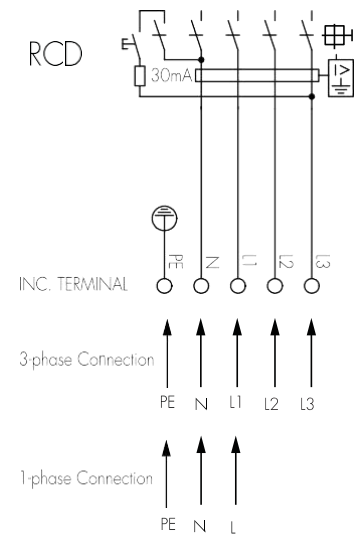 RCD
30mA
I>
PE N L1 L2 L3
INC. TERMINAL
3-phase Connection
PE N L1 L2 L3
1-phase Connection
PE N L